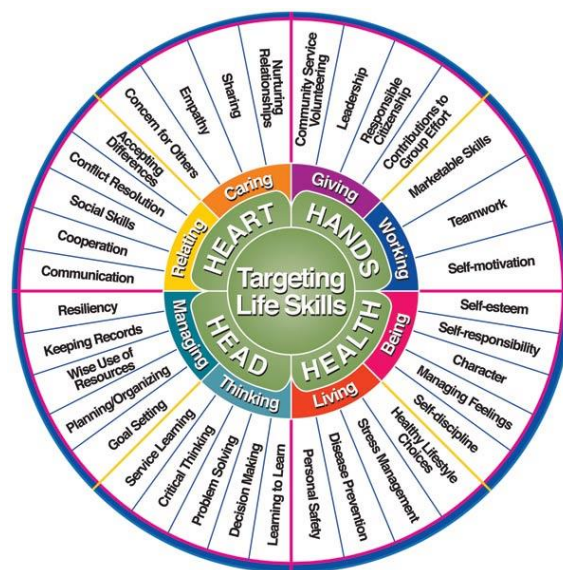 Targeting
Life Skills
HEART
HANDS
HEALTH
HEAD
Caring
Giving
Working
Being
Living
Thinking
Managing
Relating
Nurturing
Relationships
Sharing
Empathy
Concern for Others
Accepting
Differences
Conflict Resolution
Social Skills
Cooperation
Communication
Community Service
Volunteering
Leadership
Responsible
Citizenship
Contributions to
Group Effort
Marketable Skills
Teamwork
Self-motivation
Self-esteem
Self-responsibility
Character
Managing Feelings
Self-discipline
Healthy Lifestyle
Choices
Stress Management
Disease Prevention
Personal Safety
Learning to Learn
Decision Making
Problem Solving
Critical Thinking
Service Learning
Goal Setting
Planning/Organizing
Wise Use of
Resources
Keeping Records
Resiliency